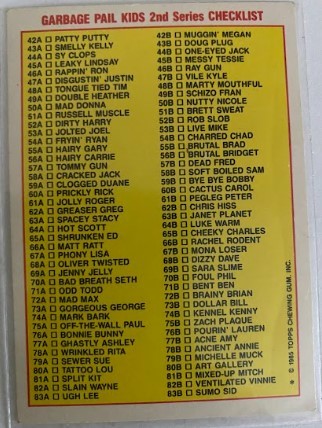 GARBAGE PAIL KIDS 2nd Series CHECKLIST
42A □ PATTY PUTTY
43A □ SMELLY KELLY
44A □ SY CLOPS
45A □ LEAKY LINDSAY
46A □ RAPPIN' RON
47A □ DISGUSTIN' JUSTIN
48A □ TONGUE TIED TIM
49A □ DOUBLE HEATHER
50A □ MAD DONNA
51A □ RUSSELL MUSCLE
52A □ DIRTY HARRY
53A □ JOLTED JOEL
54A □ FRYIN' RYAN
55A □ HAIRY GARY
56A □ HAIRY CARRIE
57A □ TOMMY GUN
58A □ CRACKED JACK
59A □ CLOGGED DUANE
60A □ PRICKLY RICK
61A □ JOLLY ROGER
62A □ GREASER GREG
63A □ SPACEY STACY
64A □ HOT SCOTT
65A □ SHRUNKEN ED
66A □ MATT RATT
67A □ PHONY LISA
68A □ OLIVER TWISTED
69A □ JENNY JELLY
70A □ BAD BREATH SETH
71A □ ODD TODD
72A □ MAD MAX
73A □ GORGEOUS GEORGE
74A □ MARK BARK
75A □ OFF-THE-WALL PAUL
76A □ BONNIE BUNNY
77A □ GHASTLY ASHLEY
78A □ WRINKLED RITA
79A □ SEWER SUE
80A □ TATTOO LOU
81A □ SPLIT KIT
82A □ SLAIN WAYNE
83A □ UGH LEE
42B □ MUGGIN' MEGAN
43B □ DOUG PLUG
44B □ ONE-EYED JACK
45B □ MESSY TESSIE
46B □ RAY GUN
47B □ VILE KYLE
48B □ MARTY MOUTHFUL
49B □ SCHIZO FRAN
50B □ NUTTY NICOLE
51B □ BRETT SWEAT
52B □ ROB SLOB
53B □ LIVE MIKE
54B □ CHARRED CHAD
55B □ BRUTAL BRAD
56B □ BRUTAL BRIDGET
57B □ DEAD FRED
58B □ SOFT BOILED SAM
59B □ BYE BYE BOBBY
60B □ CACTUS CAROL
61B □ PEGLEG PETER
62B □ CHRIS HISS
63B □ JANET PLANET
64B □ LUKE WARM
65B □ CHEEKY CHARLES
66B □ RACHEL RODENT
67B □ MONA LOSER
68B □ DIZZY DAVE
69B □ SARA SLIME
70B □ FOUL PHIL
71B □ BENT BEN
72B □ BRAINY BRIAN
73B □ DOLLAR BILL
74B □ KENNEL KENNY
75B □ ZACH PLAQUE
76B □ POURIN' LAUREN
77B □ ACNE AMY
78B □ ANCIENT ANNIE
79B □ MICHELLE MUCK
80B □ ART GALLERY
81B □ MIXED-UP MITCH
82B □ VENTILATED VINNIE
83B □ SUMO SID
© 1985 TOPPS CHEWING GUM, INC.